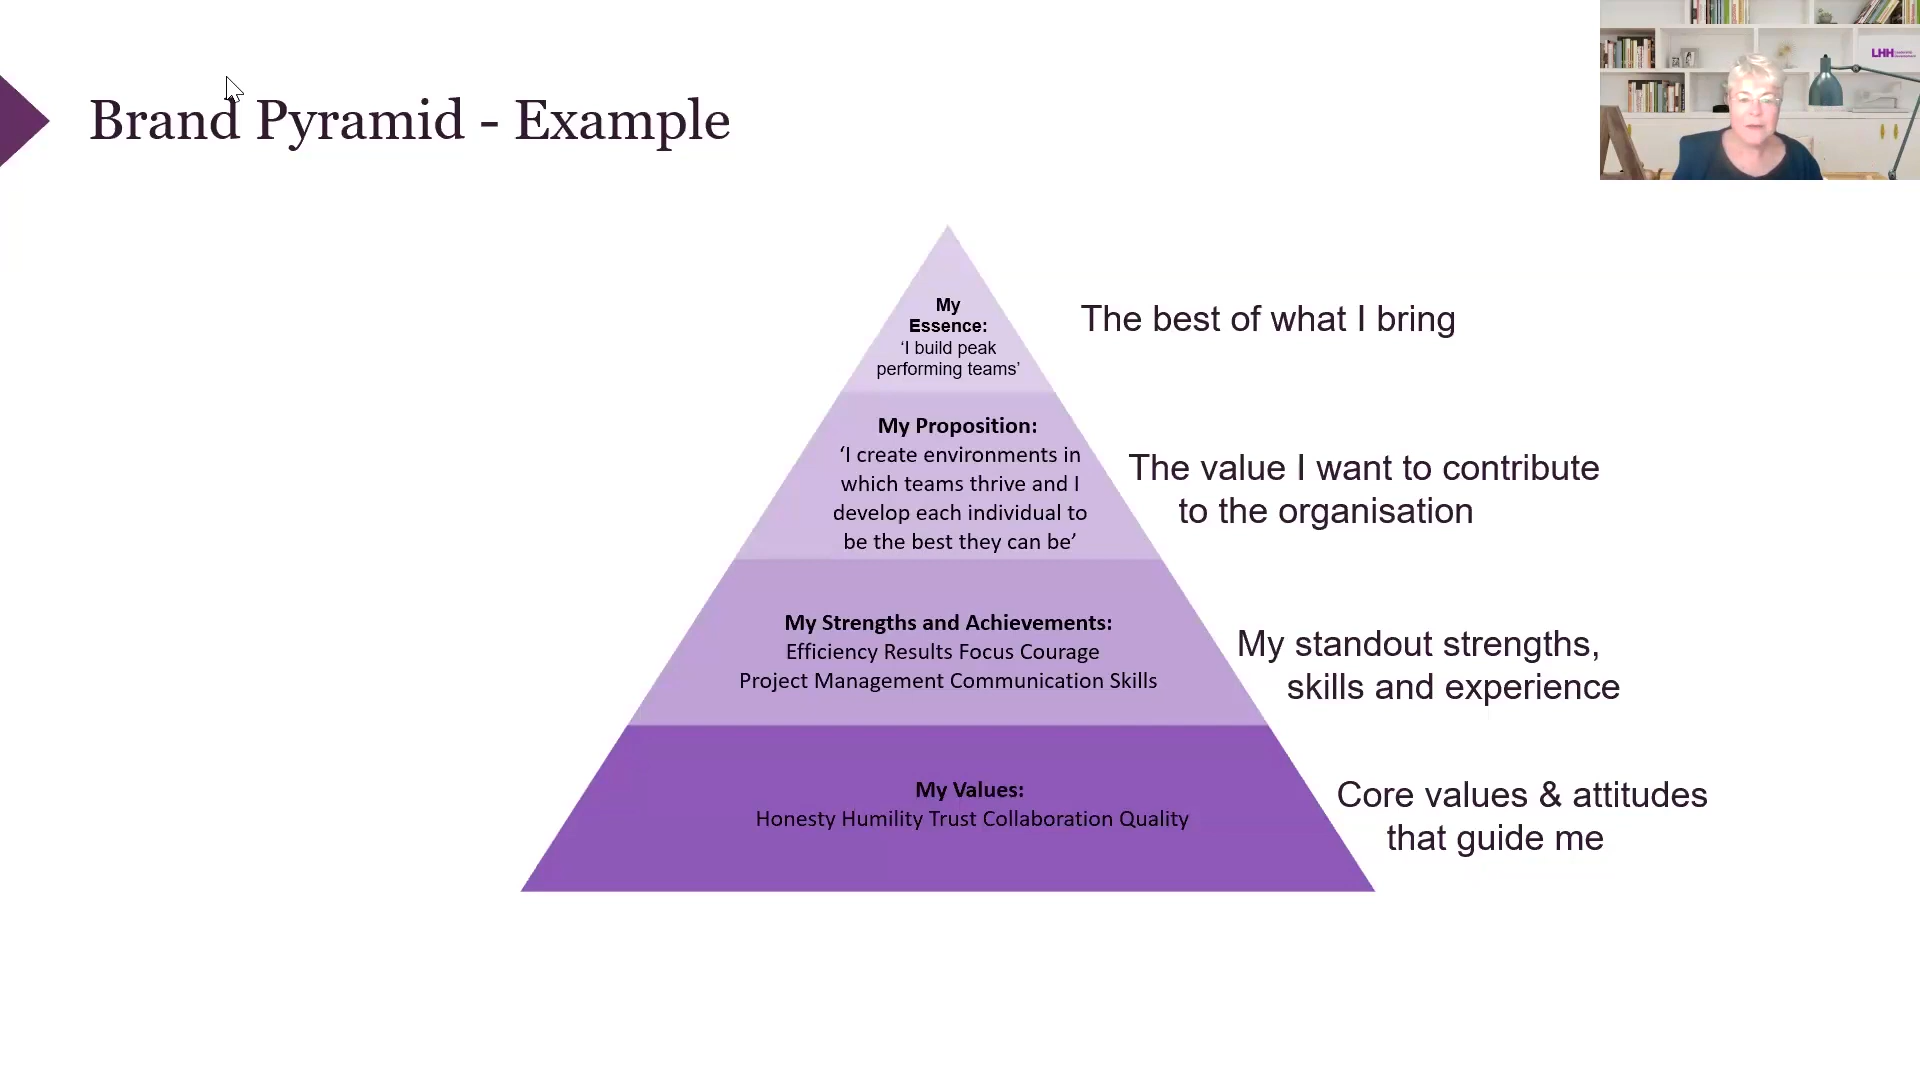 Brand Pyramid - Example
LHH
My
Essence:
‘I build peak
performing teams’
The best of what I bring
My Proposition:
‘I create environments in
which teams thrive and I
develop each individual to
be the best they can be’
The value I want to contribute
to the organisation
My Strengths and Achievements:
Efficiency Results Focus Courage
Project Management Communication Skills
My standout strengths,
skills and experience
My Values:
Honesty Humility Trust Collaboration Quality
Core values & attitudes
that guide me